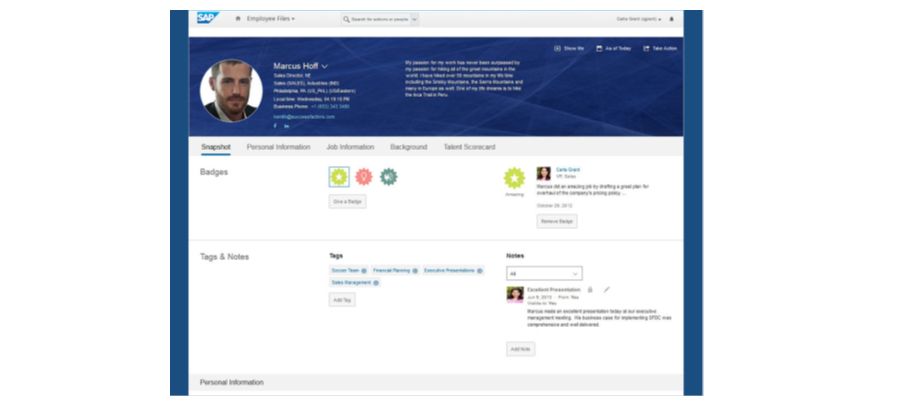 SAP
Employee Files
Search for actions or people
Carla Grant (cgrant)
Show Me
As of Today
Take Action
Marcus Hoff
Sales Director, NE
Sales (SALES), Industries (IND)
Philadelphia, PA (US_PHL) (US/Eastern)
Local time: Wednesday, 04:15:15 PM
Business Phone:
@successfactors.com
My passion for my work has never been surpassed by
my passion for hiking all of the great mountains in the
world. I have hiked over 50 mountains in my life time
including the Smoky Mountains, the Sierra Mountains and
many in Europe as well. One of my life dreams is to hike
the Inca Trail in Peru.
Snapshot
Personal Information
Job Information
Background
Talent Scorecard
Badges
Give a Badge
Amazing
Carla Grant
VP, Sales
Marcus did an amazing job by drafting a great plan for
overhaul of the company's pricing policy ...
October 29, 2012
Remove Badge
Tags & Notes
Tags
Soccer Team
Financial Planning
Executive Presentations
Sales Management
Add Tag
Notes
All
Excellent Presentation
Jun 8, 2015 From: You
Visible to: You
Marcus made an excellent presentation today at our executive
management meeting. His business case for implementing was
comprehensive and well delivered.
Add Note
Personal Information